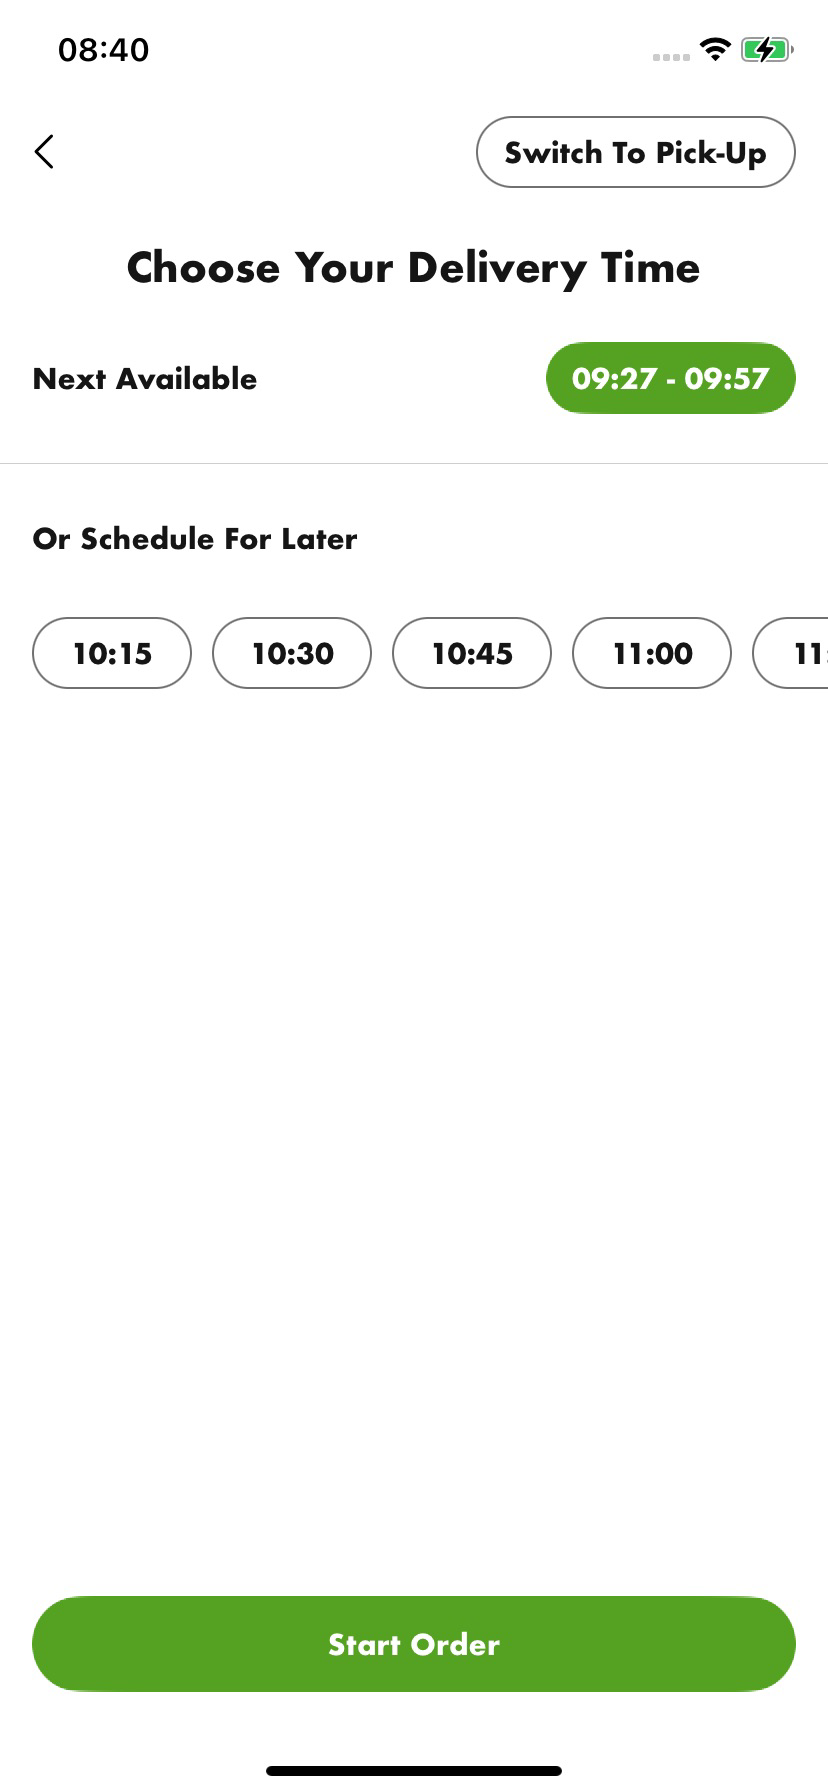 08:40
Switch To Pick-Up
Choose Your Delivery Time
Next Available
09:27 - 09:57
Or Schedule For Later
10:15 10:30 10:45 11:00 11:
Start Order